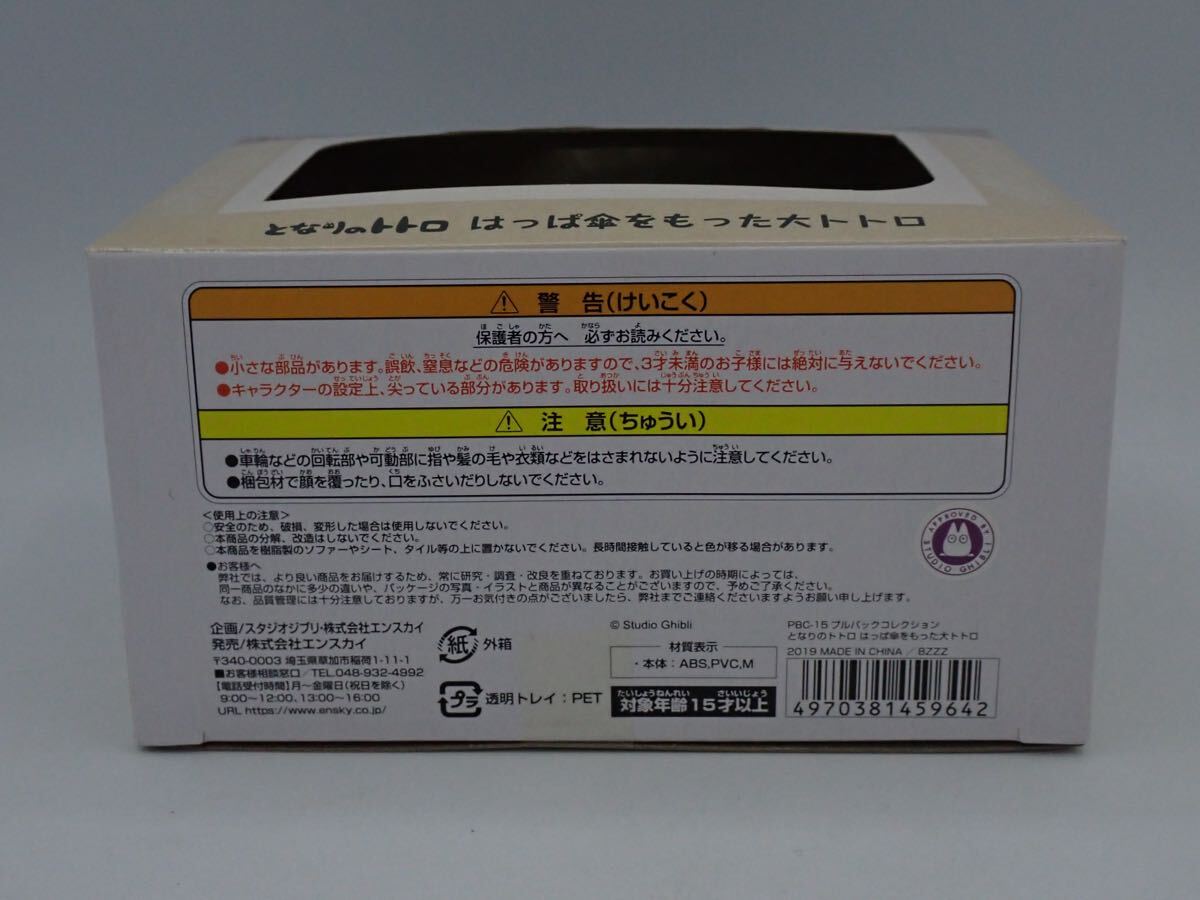 となりのトトロ はっぱ傘をもった大トトロ
警 告(けいこく)
保護者の方へ 必ずお読みください。
●小さな部品があります。誤飲、窒息などの危険がありますので、3才未満のお子様には絶対に与えないでください。
●キャラクターの設定上、尖っている部分があります。取り扱いには十分注意してください。
注 意(ちゅうい)
●車輪などの回転部や可動部に指や髪の毛や衣類などをはさまれないように注意してください。
●梱包材で顔を覆ったり、口をふさいだりしないでください。
<使用上の注意>
○安全のため、破損、変形した場合は使用しないでください。
○本商品の分解、改造はしないでください。
○本商品を樹脂製のソファーやシート、タイル等の上に置かないでください。長時間接触していると色が移る場合があります。
●お客様へ
弊社では、より良い商品をお届けするため、常に研究・調査・改良を重ねております。お買い上げの時期によっては、
同一商品のなかに多少の違いや、パッケージの写真・イラストと商品が異なることがございますので、予めご了承ください。
なお、品質管理には十分注意しておりますが、万一お気付きの点がございましたら、弊社までご連絡くださいますようお願い申し上げます。
APPROVED BY STUDIO GHIBLI
企画/スタジオジブリ・株式会社エンスカイ
発売/株式会社エンスカイ
〒340-0003 埼玉県草加市稲荷1-11-1
■お客様相談窓口/TEL.048-932-4992
【電話受付時間】月~金曜日(祝日を除く)
9:00~12:00、13:00~16:00
URL https://www.ensky.co.jp/
紙 外箱
プラ 透明トレイ:PET
© Studio Ghibli
材質表示
・本体:ABS,PVC,M
たいしょうねんれい さいいじょう
対象年齢15才以上
PBC-15 プルバックコレクション
となりのトトロ はっぱ傘をもった大トトロ
2019 MADE IN CHINA / BZZZ
4970381459642